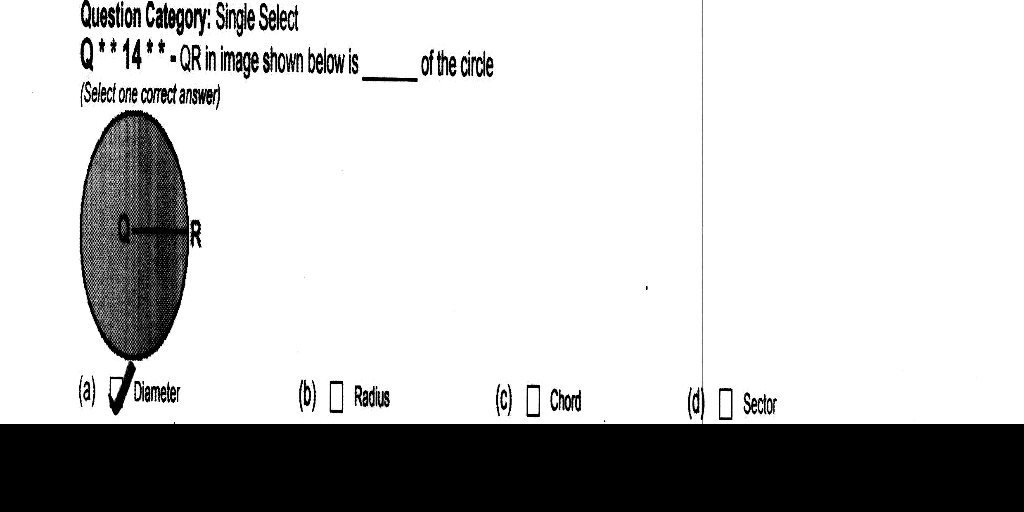 Question Category: Single Select
Q * * 14 * * - QR in image shown below is ______ of the circle
(Select one correct answer)
Q R
(a) Diameter (b) Radius (c) Chord (d) Sector